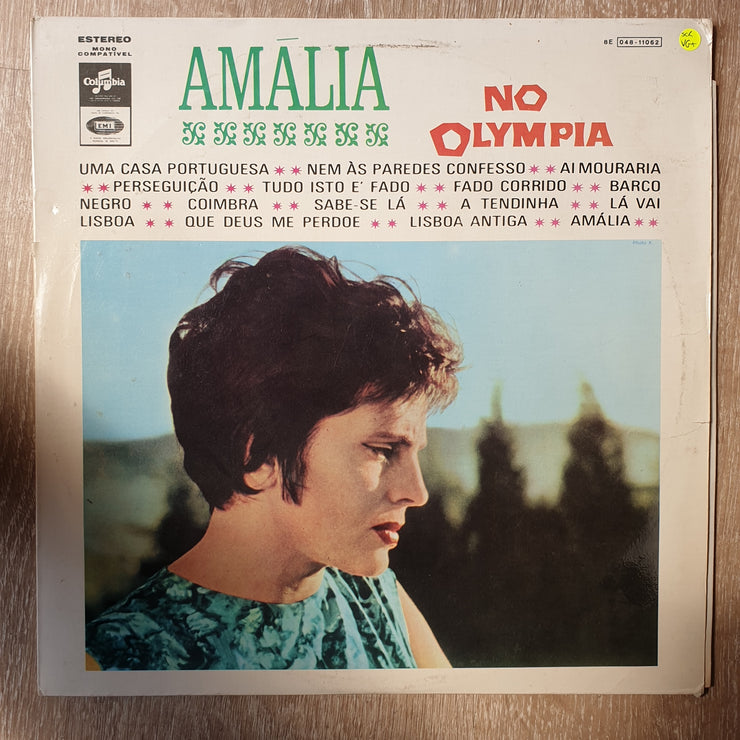 ESTEREO
MONO
COMPATÍVEL
Columbia
EMI
AMÁLIA
NO
OLYMPIA
8E 048-11062
VG+
UMA CASA PORTUGUESA ✶✶ NEM ÀS PAREDES CONFESSO ✶✶ AI MOURARIA
✶✶ PERSEGUIÇÃO ✶✶ TUDO ISTO E' FADO ✶✶ FADO CORRIDO ✶✶ BARCO
NEGRO ✶✶ COIMBRA ✶✶ SABE-SE LÁ ✶✶ A TENDINHA ✶✶ LÁ VAI
LISBOA ✶✶ QUE DEUS ME PERDOE ✶✶ LISBOA ANTIGA ✶✶ AMÁLIA ✶✶